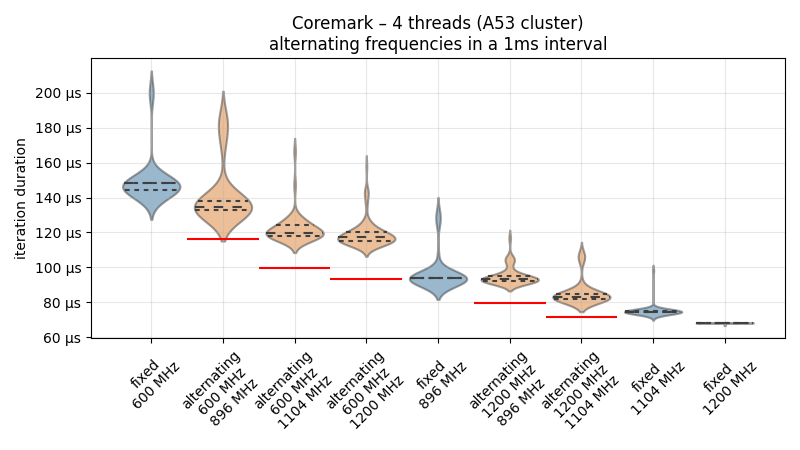 Coremark – 4 threads (A53 cluster)
alternating frequencies in a 1ms interval
iteration duration
200 µs
180 µs
160 µs
140 µs
120 µs
100 µs
80 µs
60 µs
fixed
600 MHz
alternating
600 MHz
896 MHz
alternating
600 MHz
1104 MHz
alternating
600 MHz
1200 MHz
fixed
896 MHz
alternating
1200 MHz
896 MHz
alternating
1200 MHz
1104 MHz
fixed
1104 MHz
fixed
1200 MHz